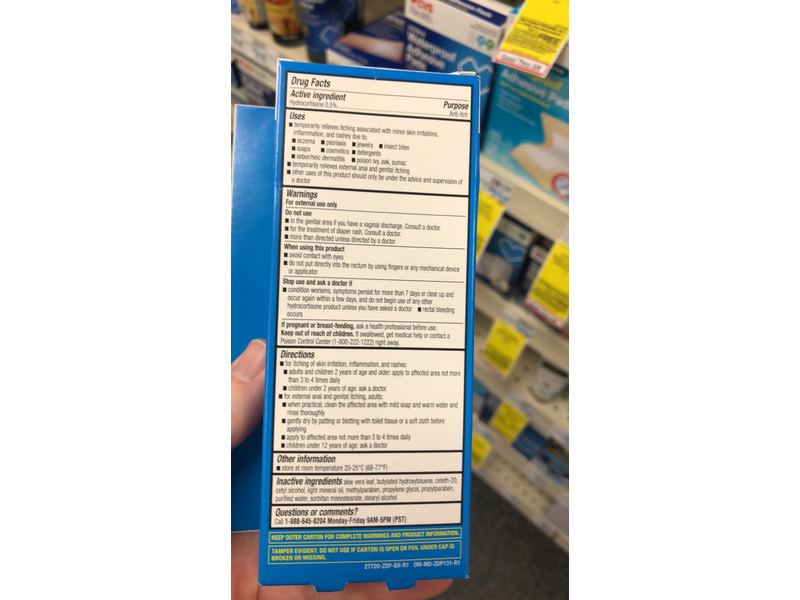 Drug Facts
Active ingredient Purpose
Hydrocortisone 0.5% Anti-itch
Uses
■ temporarily relieves itching associated with minor skin irritations,
inflammation, and rashes due to:
■ eczema ■ psoriasis ■ jewelry ■ insect bites
■ soaps ■ cosmetics ■ detergents
■ seborrheic dermatitis ■ poison ivy, oak, sumac
■ temporarily relieves external anal and genital itching
■ other uses of this product should only be under the advice and supervision of
a doctor
Warnings
For external use only
Do not use
■ in the genital area if you have a vaginal discharge. Consult a doctor.
■ for the treatment of diaper rash. Consult a doctor.
■ more than directed unless directed by a doctor
When using this product
■ avoid contact with eyes
■ do not put directly into the rectum by using fingers or any mechanical device
or applicator
Stop use and ask a doctor if
■ condition worsens, symptoms persist for more than 7 days or clear up and
occur again within a few days, and do not begin use of any other
hydrocortisone product unless you have asked a doctor ■ rectal bleeding
occurs
If pregnant or breast-feeding, ask a health professional before use.
Keep out of reach of children. If swallowed, get medical help or contact a
Poison Control Center (1-800-222-1222) right away.
Directions
■ for itching of skin irritation, inflammation, and rashes:
■ adults and children 2 years of age and older: apply to affected area not more
than 3 to 4 times daily
■ children under 2 years of age: ask a doctor
■ for external anal and genital itching, adults:
■ when practical, clean the affected area with mild soap and warm water and
rinse thoroughly
■ gently dry by patting or blotting with toilet tissue or a soft cloth before
applying
■ apply to affected area not more than 3 to 4 times daily
■ children under 12 years of age: ask a doctor
Other information
■ store at room temperature 20-25°C (68-77°F)
Inactive ingredients aloe vera leaf, butylated hydroxytoluene, ceteth-20,
cetyl alcohol, light mineral oil, methylparaben, propylene glycol, propylparaben,
purified water, sorbitan monostearate, stearyl alcohol
Questions or comments?
Call 1-888-645-8204 Monday-Friday 9AM-5PM (PST)
KEEP OUTER CARTON FOR COMPLETE WARNINGS AND PRODUCT INFORMATION.
TAMPER EVIDENT: DO NOT USE IF CARTON IS OPEN OR FOIL UNDER CAP IS
BROKEN OR MISSING.
27720-ZDP-BX-R1 OM-MD-ZDP131-R1
Waterproof
Adhesive
Pads
Adhesive Pad